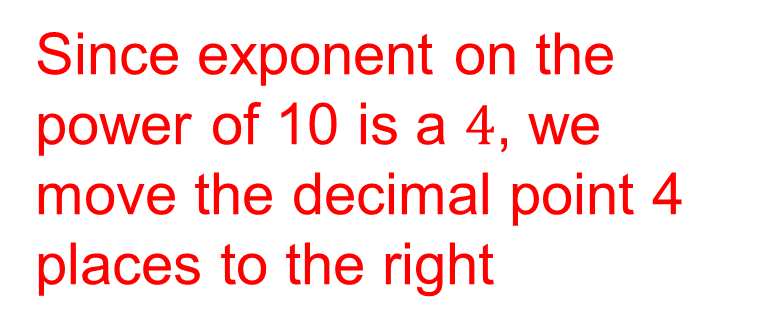 Since exponent on the
power of 10 is a 4, we
move the decimal point 4
places to the right